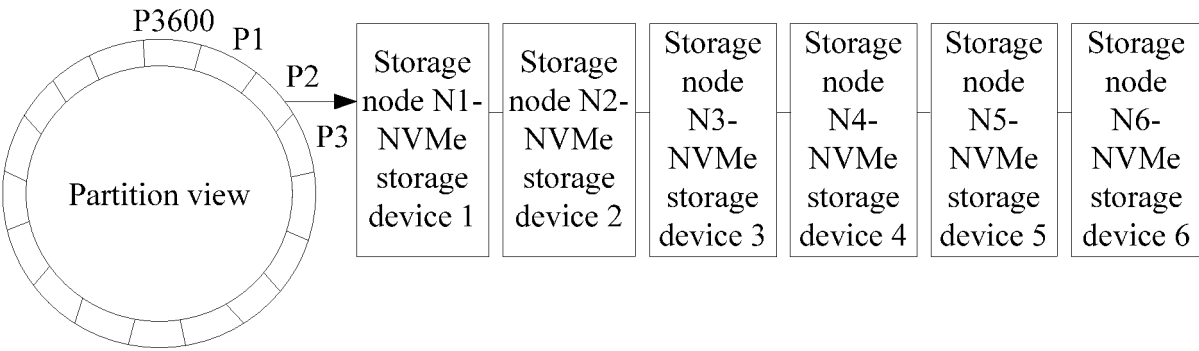 P3600
P1
P2
P3
Partition view
Storage
node N1-
NVMe
storage
device 1
Storage
node N2-
NVMe
storage
device 2
Storage
node
N3-
NVMe
storage
device 3
Storage
node
N4-
NVMe
storage
device 4
Storage
node
N5-
NVMe
storage
device 5
Storage
node
N6-
NVMe
storage
device 6